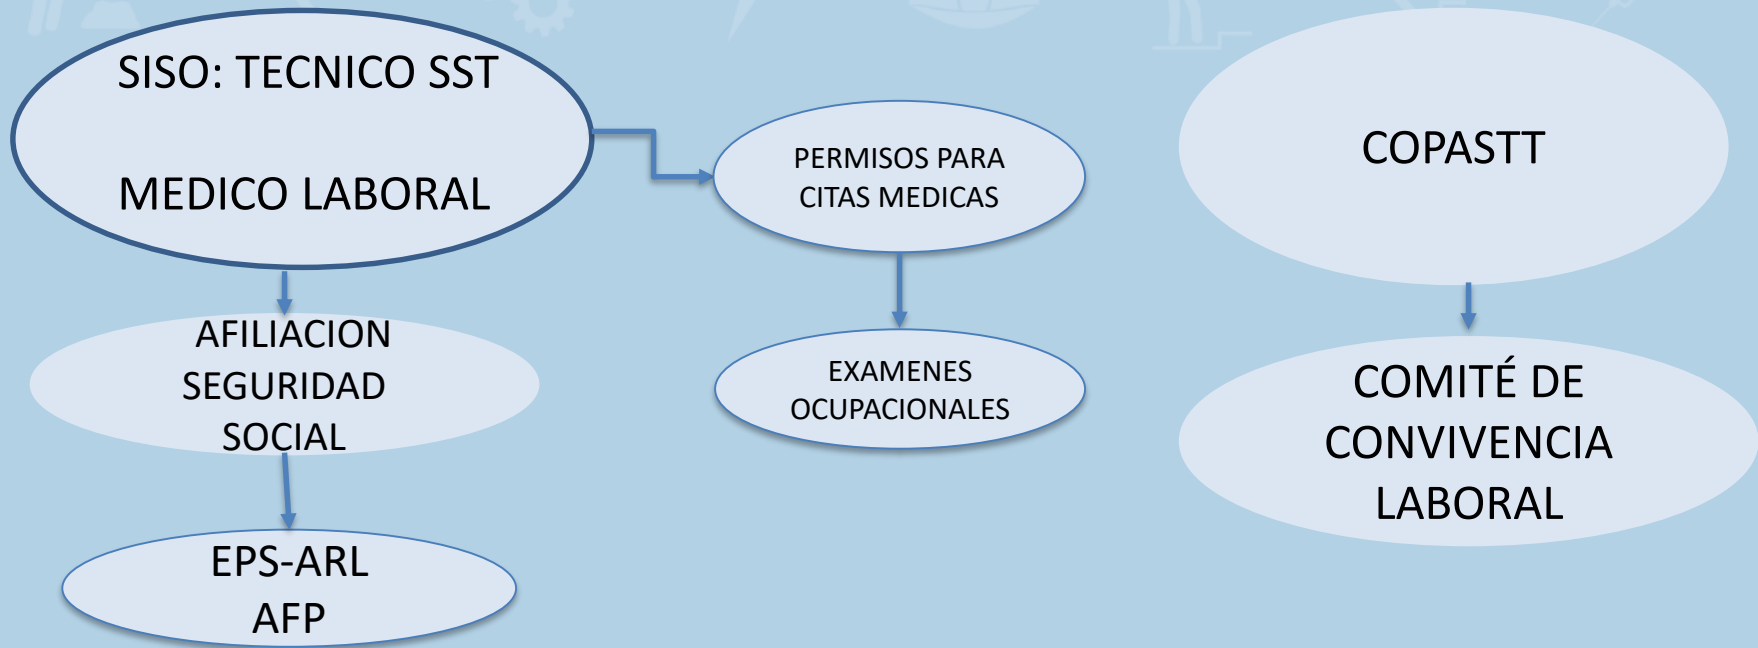 SISO: TECNICO SST
MEDICO LABORAL
PERMISOS PARA
CITAS MEDICAS
COPASTT
AFILIACION
SEGURIDAD
SOCIAL
EXAMENES
OCUPACIONALES
COMITÉ DE
CONVIVENCIA
LABORAL
EPS-ARL
AFP